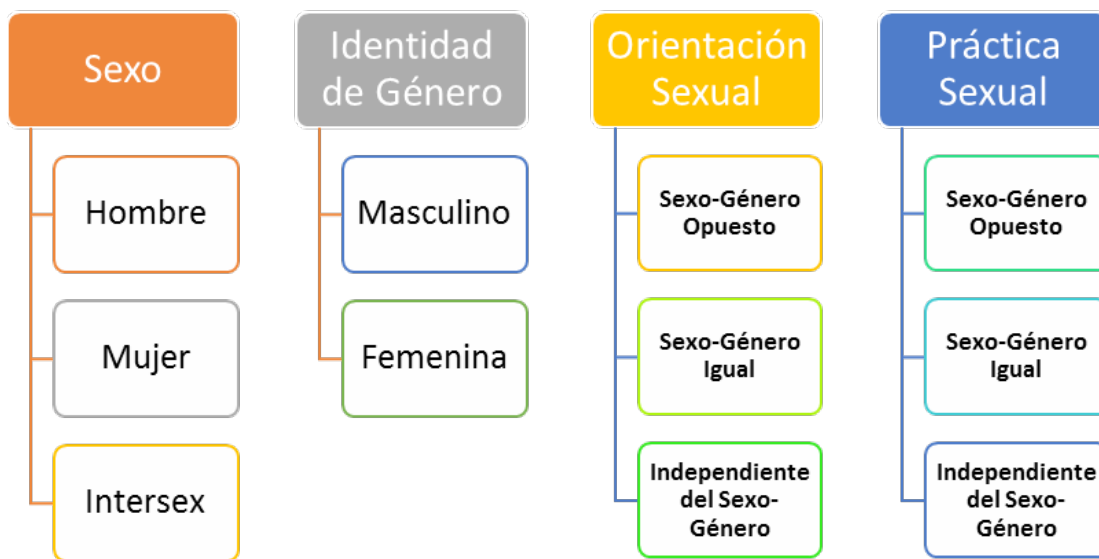 Sexo
Hombre
Mujer
Intersex
Identidad
de Género
Masculino
Femenina
Orientación
Sexual
Sexo-Género
Opuesto
Sexo-Género
Igual
Independiente
del Sexo-
Género
Práctica
Sexual
Sexo-Género
Opuesto
Sexo-Género
Igual
Independiente
del Sexo-
Género